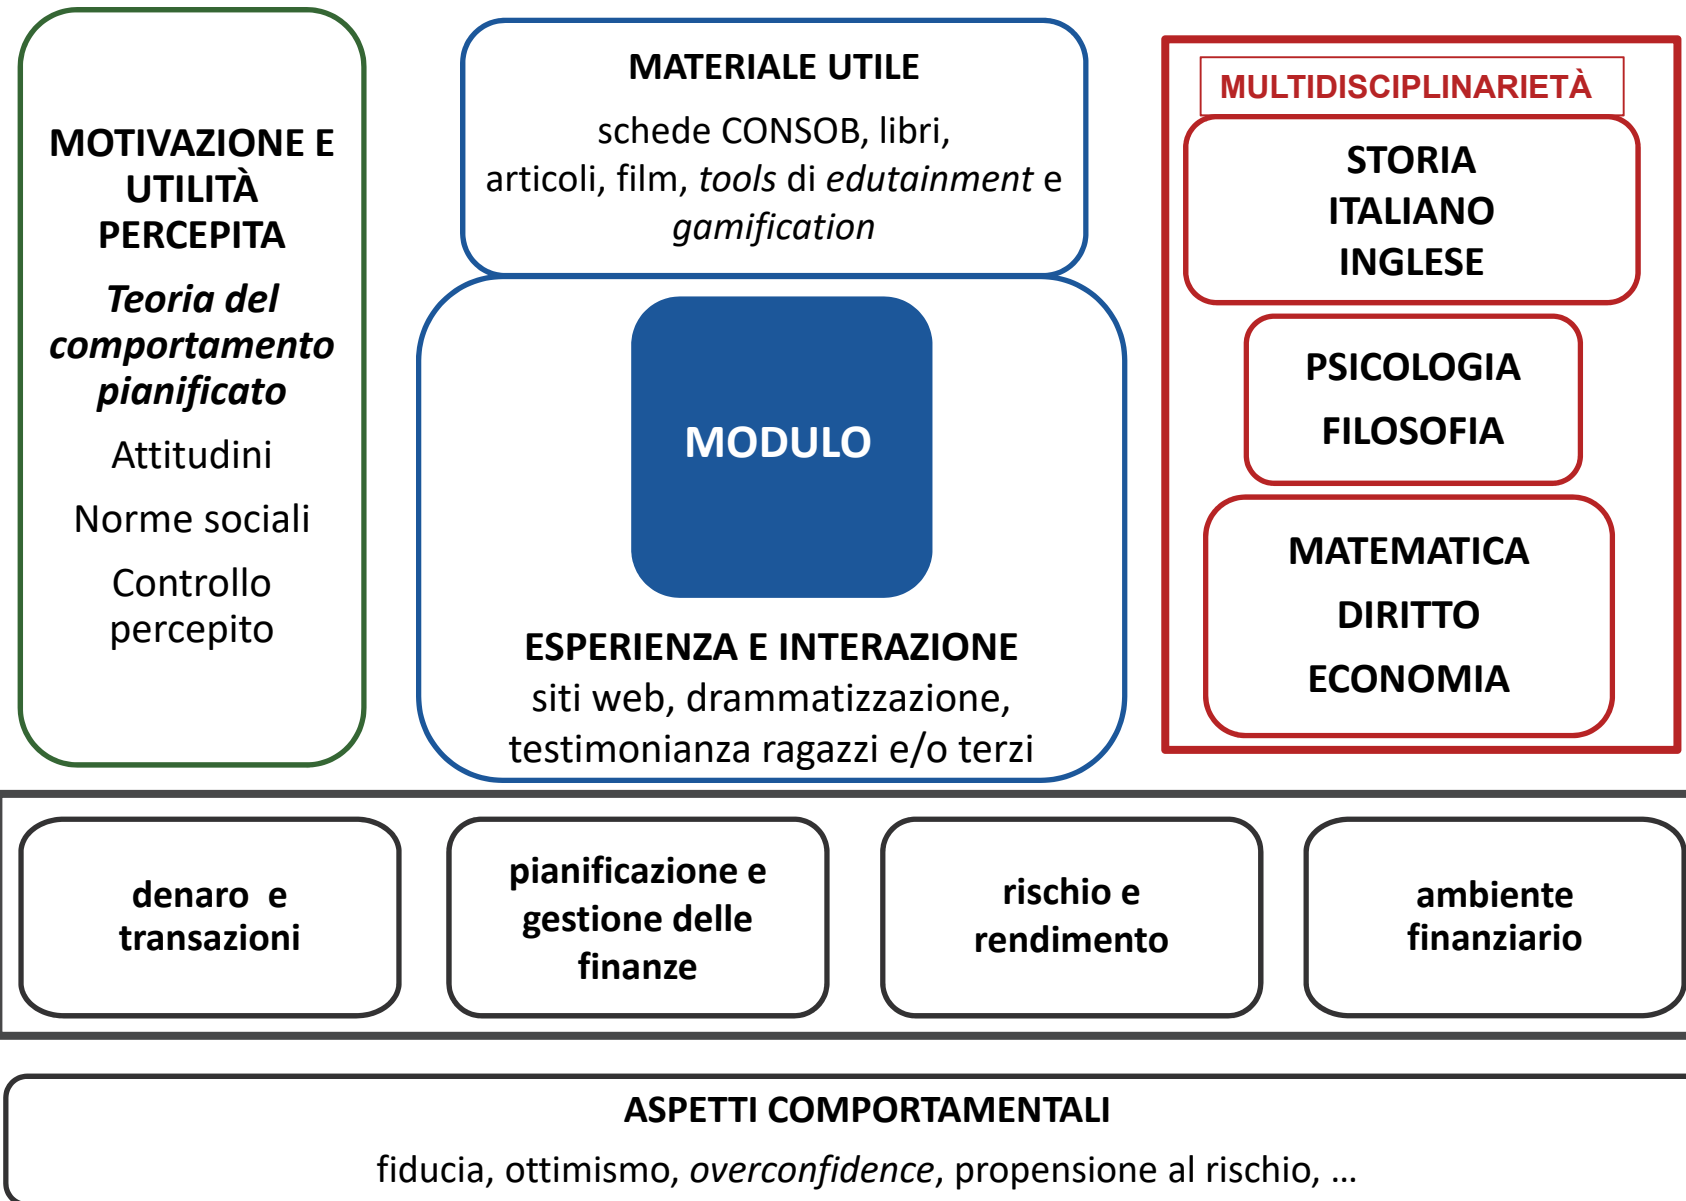 MOTIVAZIONE E
UTILITÀ
PERCEPITA
Teoria del
comportamento
pianificato
Attitudini
Norme sociali
Controllo
percepito
MATERIALE UTILE
schede CONSOB, libri,
articoli, film, tools di edutainment e
gamification
MODULO
ESPERIENZA E INTERAZIONE
siti web, drammatizzazione,
testimonianza ragazzi e/o terzi
MULTIDISCIPLINARIETÀ
STORIA
ITALIANO
INGLESE
PSICOLOGIA
FILOSOFIA
MATEMATICA
DIRITTO
ECONOMIA
denaro e
transazioni
pianificazione e
gestione delle
finanze
rischio e
rendimento
ambiente
finanziario
ASPETTI COMPORTAMENTALI
fiducia, ottimismo, overconfidence, propensione al rischio, ...